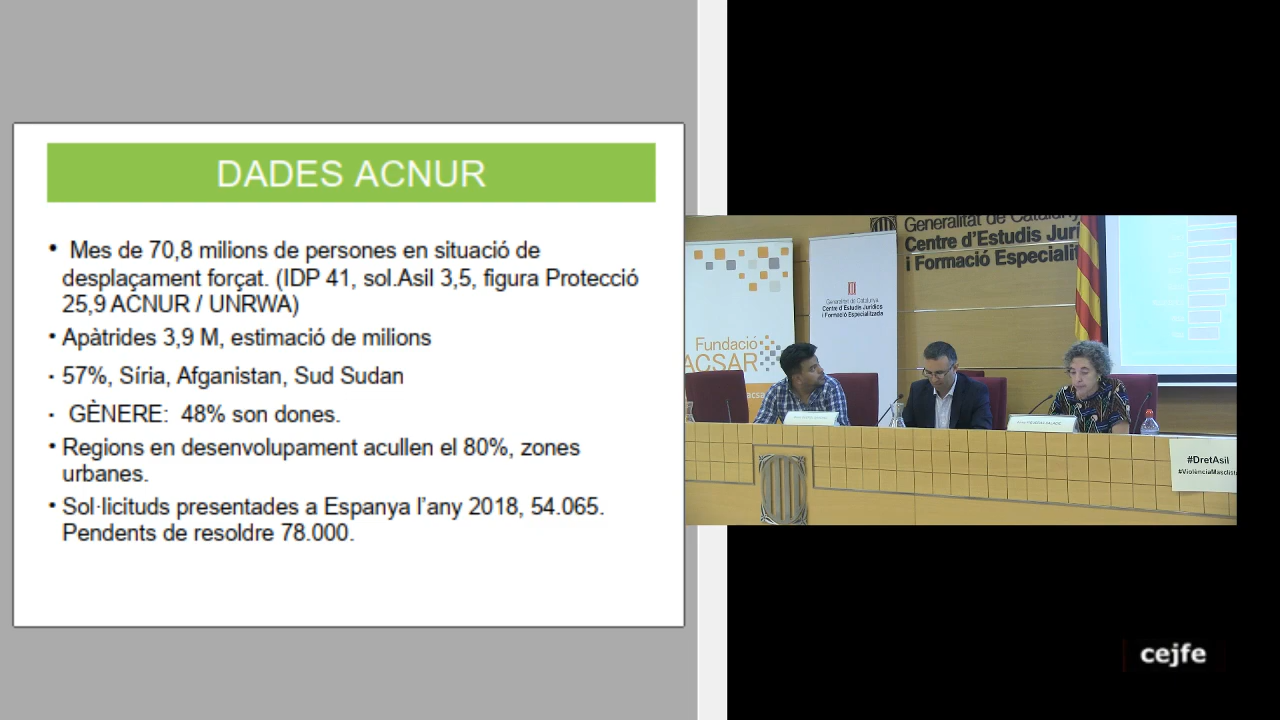 DADES ACNUR
• Mes de 70,8 milions de persones en situació de
desplaçament forçat. (IDP 41, sol.Asil 3,5, figura Protecció
25,9 ACNUR / UNRWA)
• Apàtrides 3,9 M, estimació de milions
• 57%, Síria, Afganistan, Sud Sudan
• GÈNERE: 48% son dones.
• Regions en desenvolupament acullen el 80%, zones
urbanes.
• Sol·licituds presentades a Espanya l’any 2018, 54.065.
Pendents de resoldre 78.000.
Generalitat de Catalunya
Centre d'Estudis Jurí
i Formació Especialit
Generalitat de Catalunya
Centre d'Estudis Jurídics
i Formació Especialitzada
Fundació
ACSAR
#DretAsil
#ViolènciaMasclista
cejfe